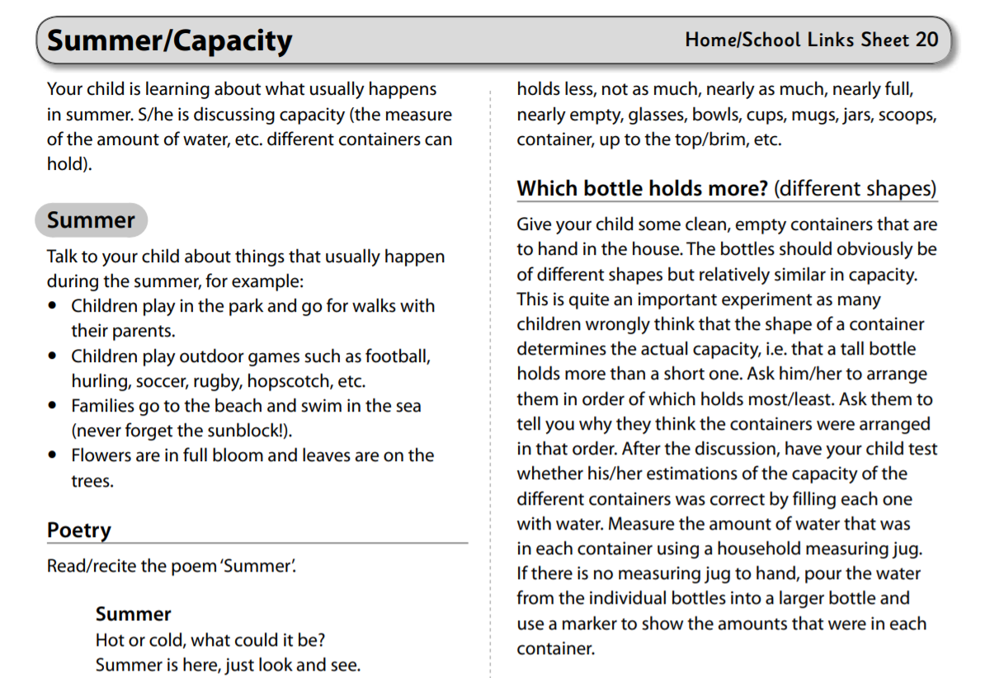 Summer/Capacity
Home/School Links Sheet 20
Your child is learning about what usually happens
in summer. S/he is discussing capacity (the measure
of the amount of water, etc. different containers can
hold).
Summer
Talk to your child about things that usually happen
during the summer, for example:
• Children play in the park and go for walks with
their parents.
• Children play outdoor games such as football,
hurling, soccer, rugby, hopscotch, etc.
• Families go to the beach and swim in the sea
(never forget the sunblock!).
• Flowers are in full bloom and leaves are on the
trees.
Poetry
Read/recite the poem ‘Summer’.
Summer
Hot or cold, what could it be?
Summer is here, just look and see.
holds less, not as much, nearly as much, nearly full,
nearly empty, glasses, bowls, cups, mugs, jars, scoops,
container, up to the top/brim, etc.
Which bottle holds more? (different shapes)
Give your child some clean, empty containers that are
to hand in the house. The bottles should obviously be
of different shapes but relatively similar in capacity.
This is quite an important experiment as many
children wrongly think that the shape of a container
determines the actual capacity, i.e. that a tall bottle
holds more than a short one. Ask him/her to arrange
them in order of which holds most/least. Ask them to
tell you why they think the containers were arranged
in that order. After the discussion, have your child test
whether his/her estimations of the capacity of the
different containers was correct by filling each one
with water. Measure the amount of water that was
in each container using a household measuring jug.
If there is no measuring jug to hand, pour the water
from the individual bottles into a larger bottle and
use a marker to show the amounts that were in each
container.